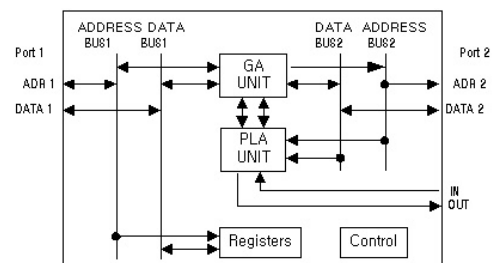 ADDRESS DATA DATA ADDRESS
BUS1 BUS1 BUS2 BUS2
Port 1 Port 2
GA
UNIT
ADR 1 ADR 2
DATA 1 DATA 2
PLA
UNIT
IN
OUT
Registers Control